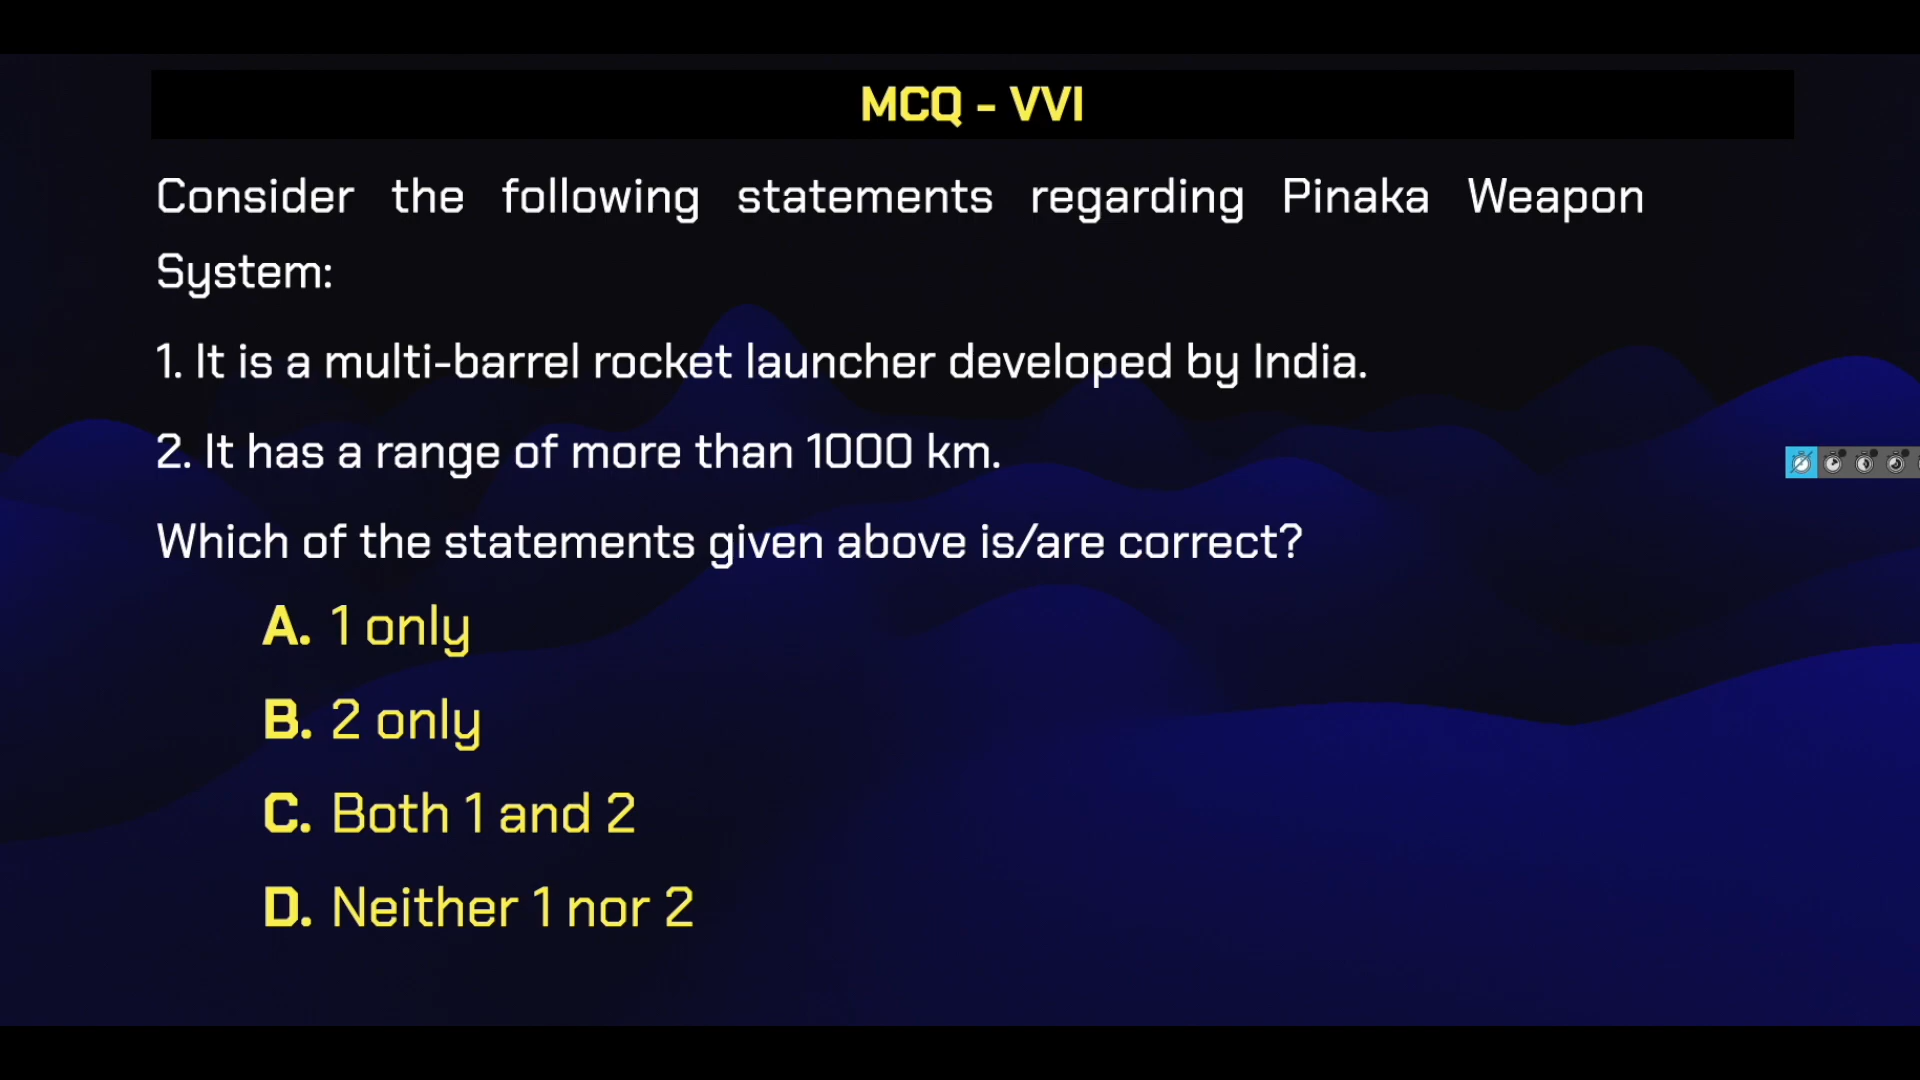 MCQ - VVI
Consider the following statements regarding Pinaka Weapon
System:
1. It is a multi-barrel rocket launcher developed by India.
2. It has a range of more than 1000 km.
Which of the statements given above is/are correct?
A. 1 only
B. 2 only
C. Both 1 and 2
D. Neither 1 nor 2